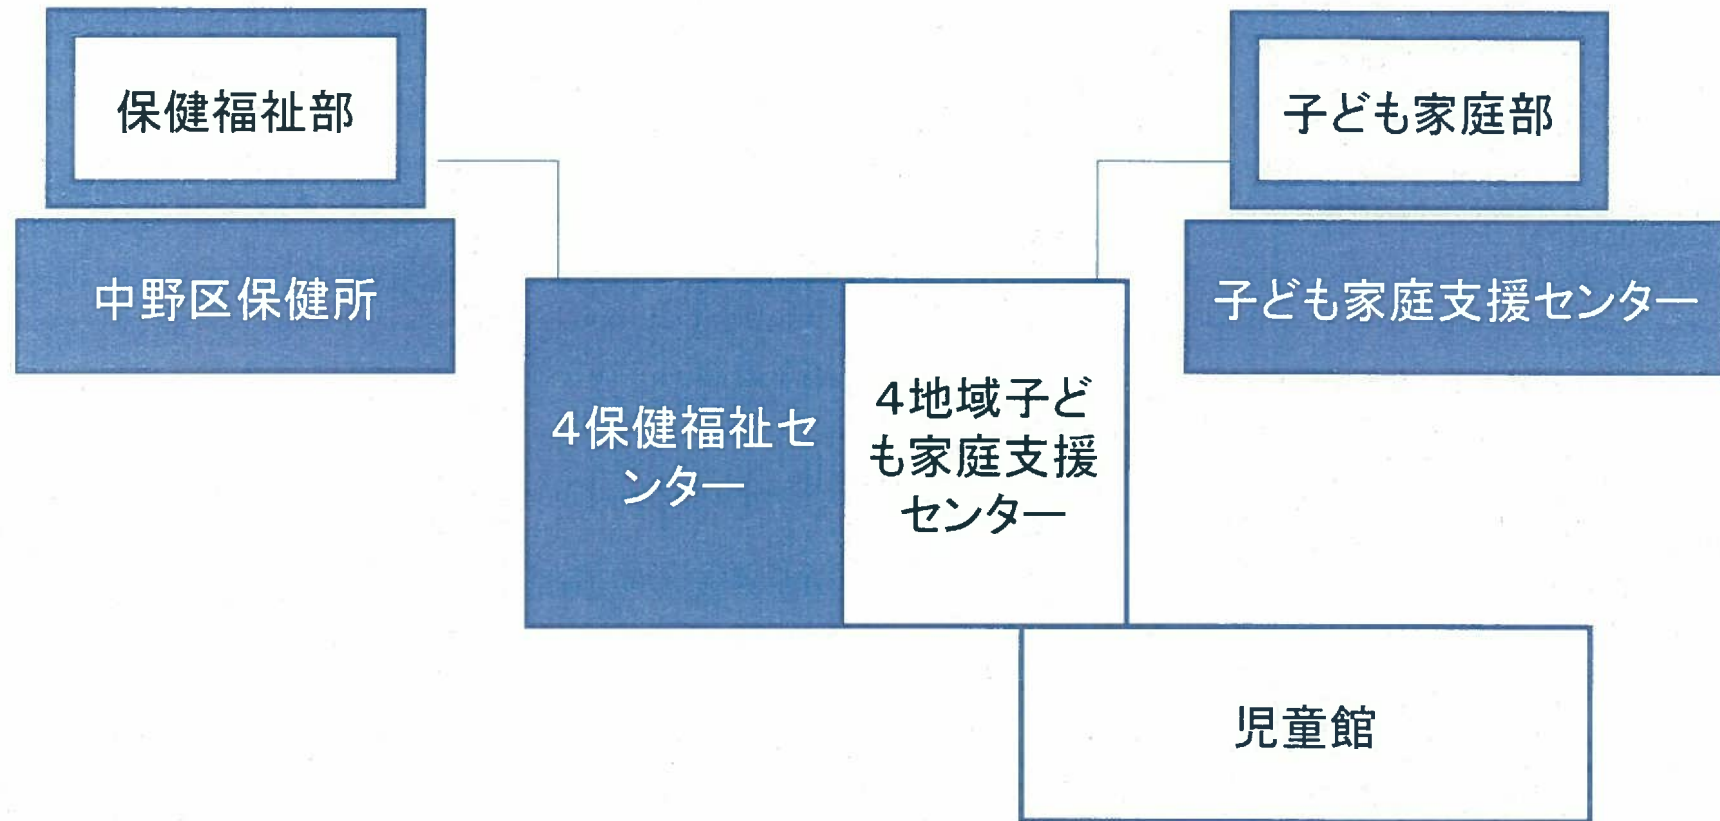 保健福祉部
子ども家庭部
中野区保健所
子ども家庭支援センター
4保健福祉セ
ンター
4地域子ど
も家庭支援
センター
児童館